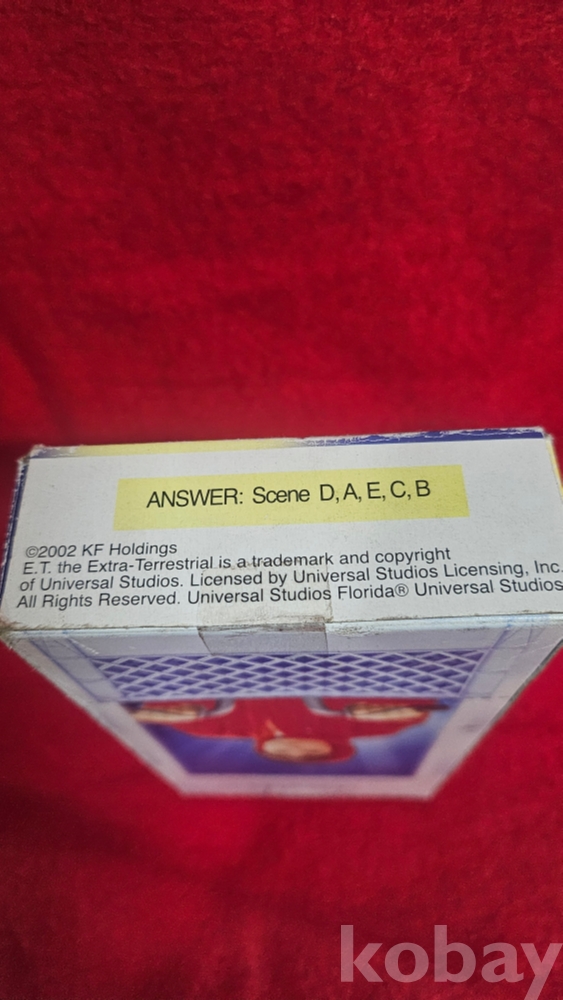 ANSWER: Scene D, A, E, C, B
©2002 KF Holdings
E.T. the Extra-Terrestrial is a trademark and copyright
of Universal Studios. Licensed by Universal Studios Licensing, Inc.
All Rights Reserved. Universal Studios Florida® Universal Studios
kobay